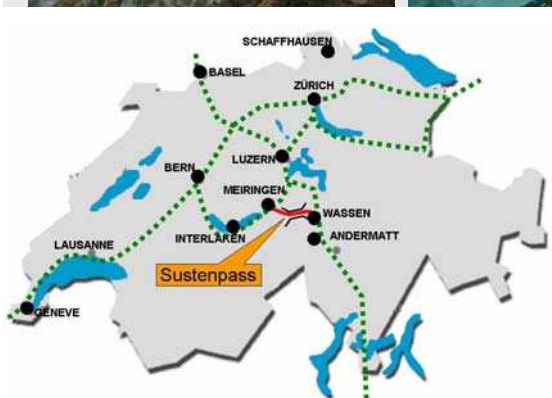 SCHAFFHAUSEN
BASEL
ZÜRICH
BERN
LUZERN
MEIRINGEN
WASSEN
INTERLAKEN
ANDERMATT
LAUSANNE
Sustenpass
GENEVE